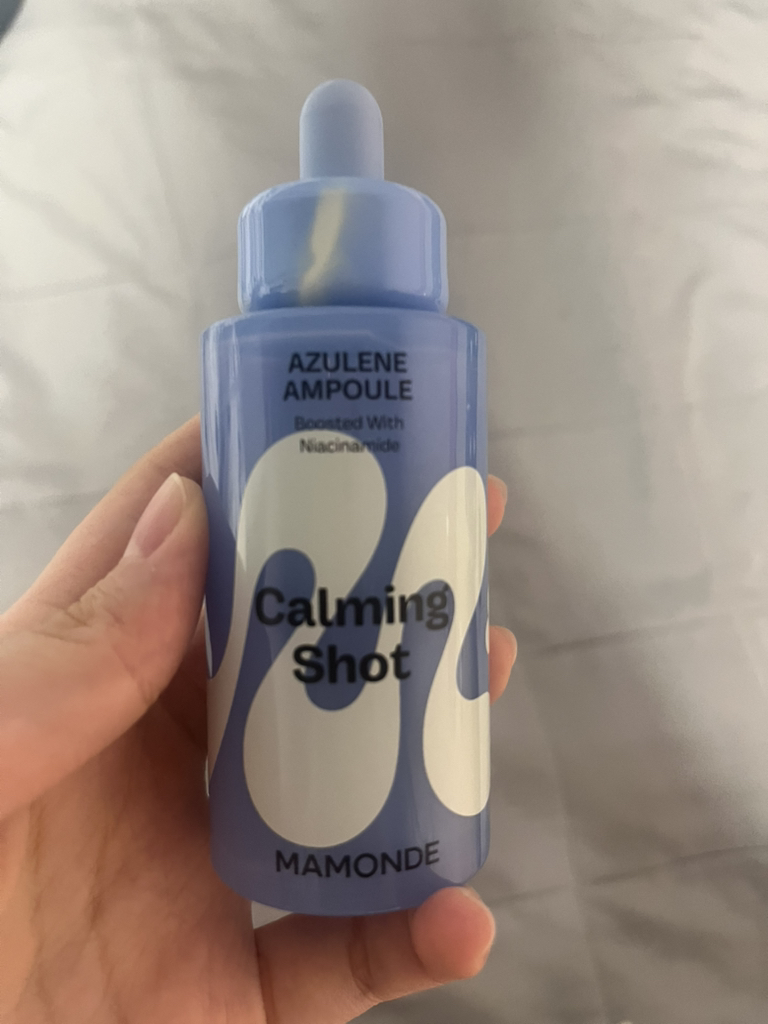 AZULENE
AMPOULE
Boosted With
Niacinamide
Calming
Shot
MAMONDE